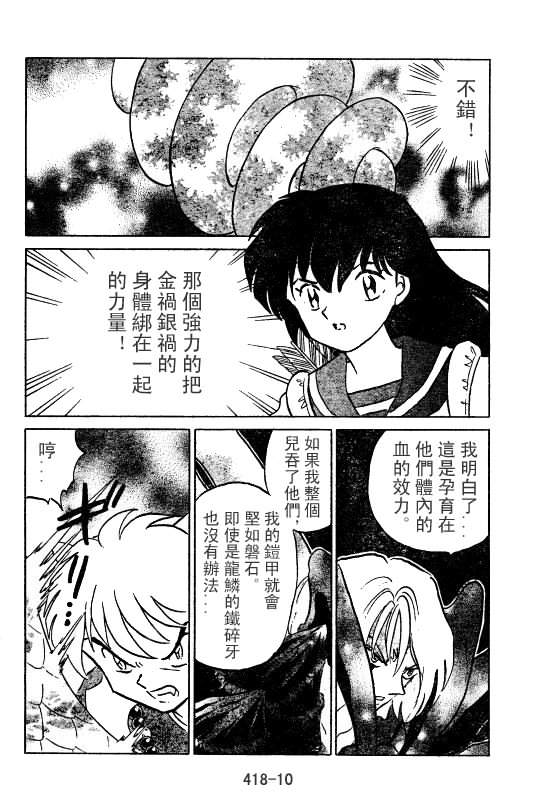 不錯！
那個強力的把
金禍銀禍的
身體綁在一起
的力量！
我明白了...
這是孕育在
他們體內的
血的效力。
如果我整個
兒吞了他們，
我的鎧甲就會
堅如磐石。
即使是龍鱗的鐵碎牙
也沒有辦法...
哼...
418-10